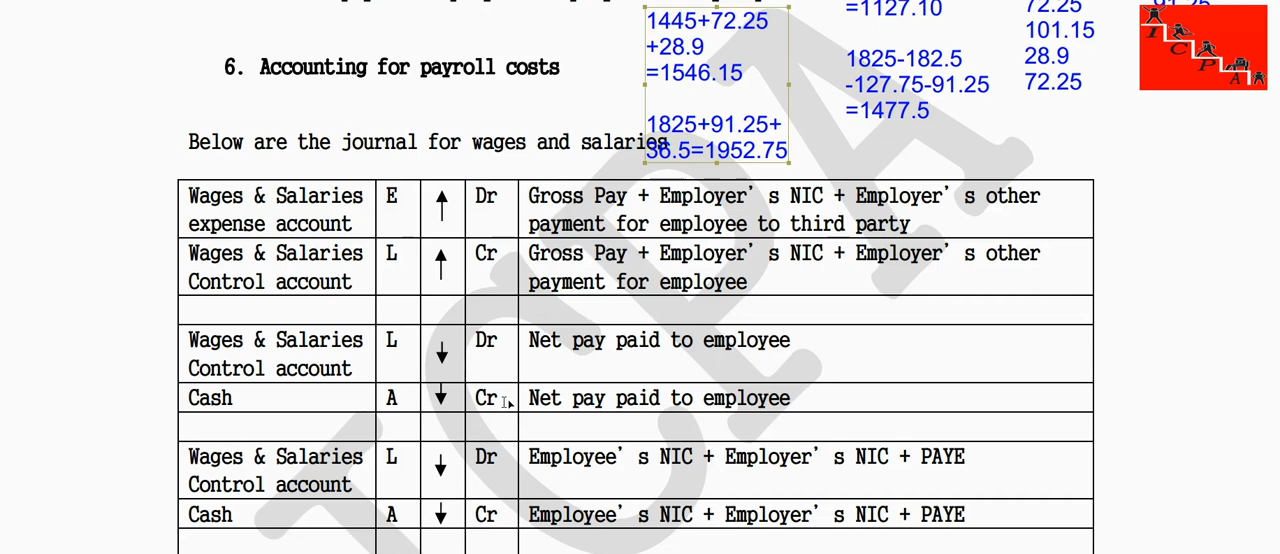 =1127.10
72.25
1445+72.25
101.15
+28.9
28.9
=1546.15
72.25
1825-182.5
-127.75-91.25
=1477.5
I C P A
6. Accounting for payroll costs
1825+91.25+
36.5=1952.75
Below are the journal for wages and salaries
Wages & Salaries E ↑ Dr Gross Pay + Employer's NIC + Employer's other
expense account payment for employee to third party
Wages & Salaries L ↑ Cr Gross Pay + Employer's NIC + Employer's other
Control account payment for employee
Wages & Salaries L ↓ Dr Net pay paid to employee
Control account
Cash A ↓ Cr Net pay paid to employee
Wages & Salaries L ↓ Dr Employee's NIC + Employer's NIC + PAYE
Control account
Cash A ↓ Cr Employee's NIC + Employer's NIC + PAYE
ICPA